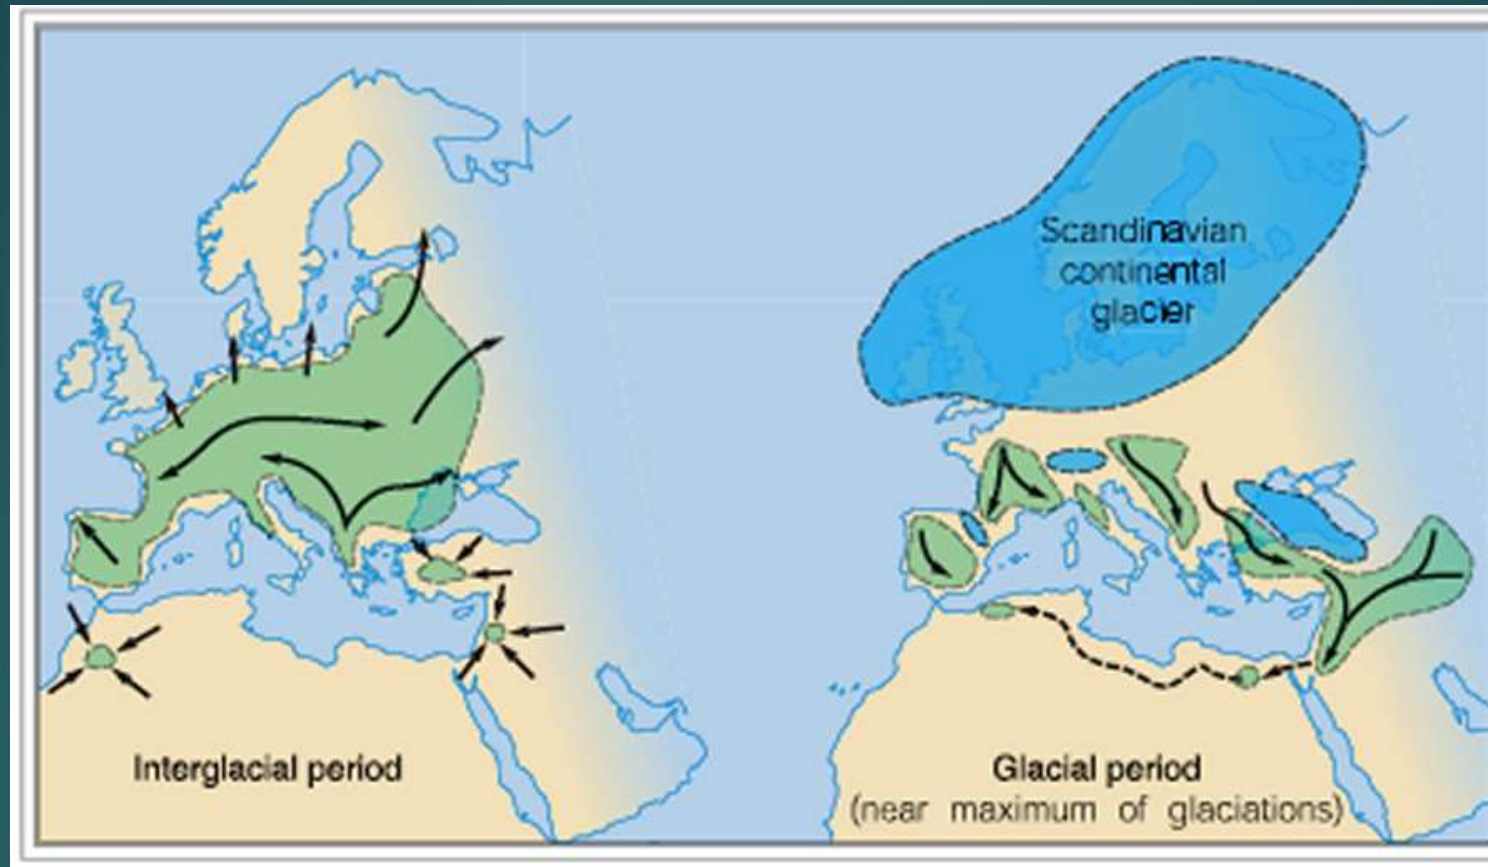 Scandinavian
continental
glacier
Interglacial period
Glacial period
(near maximum of glaciations)